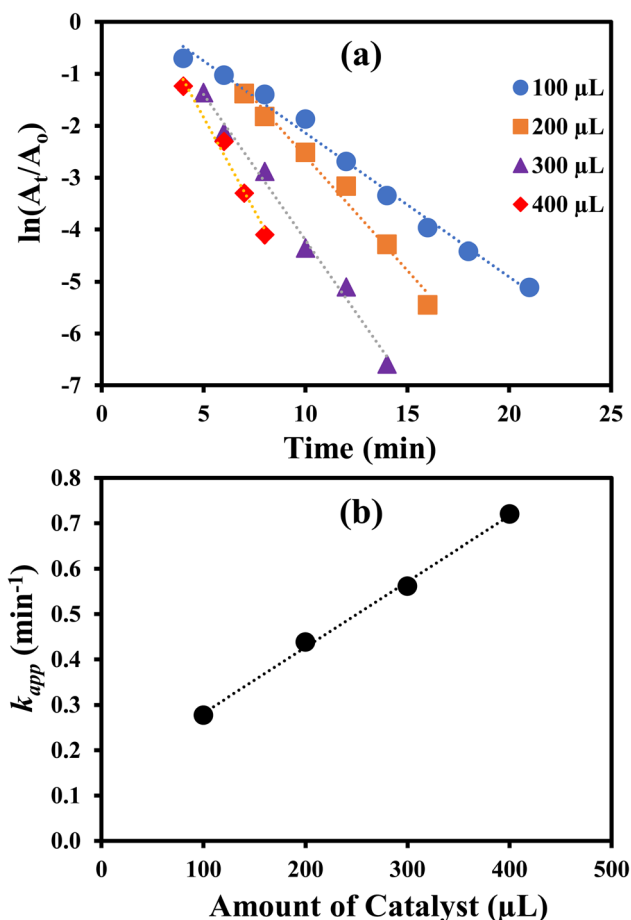 (a)
0
-1
-2
-3
-4
-5
-6
-7
ln(Aₜ/Aₒ)
100 µL
200 µL
300 µL
400 µL
0 5 10 15 20 25
Time (min)
(b)
0.8
0.7
0.6
0.5
0.4
0.3
0.2
0.1
0.0
k_app (min⁻¹)
0 100 200 300 400 500
Amount of Catalyst (µL)